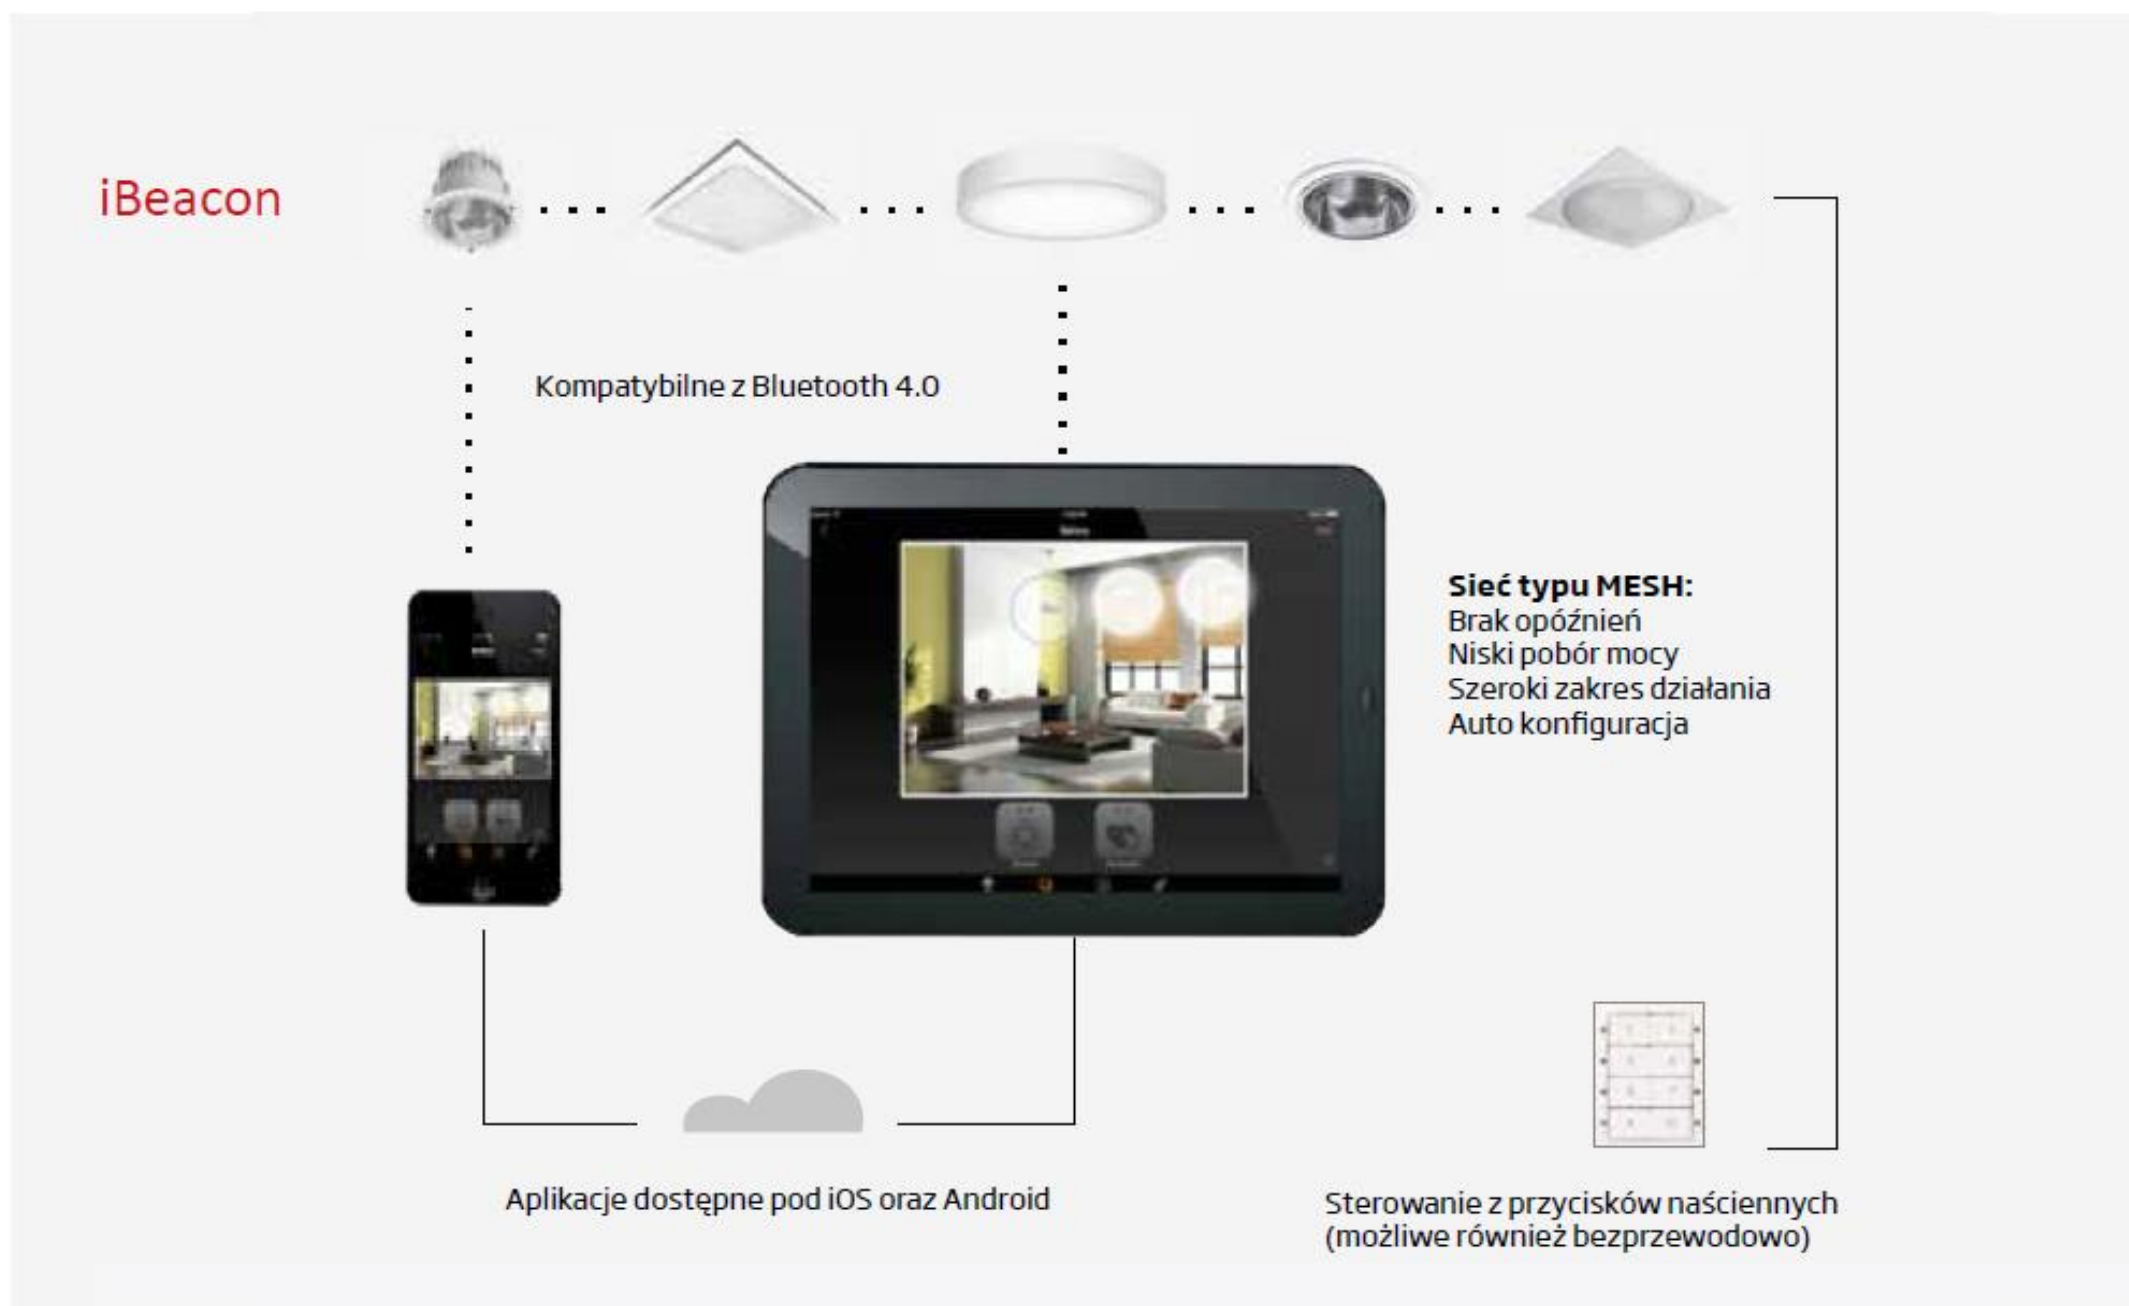 iBeacon
Kompatybilne z Bluetooth 4.0
Sieć typu MESH:
Brak opóźnień
Niski pobór mocy
Szeroki zakres działania
Auto konfiguracja
Aplikacje dostępne pod iOS oraz Android
Sterowanie z przycisków naściennych
(możliwe również bezprzewodowo)